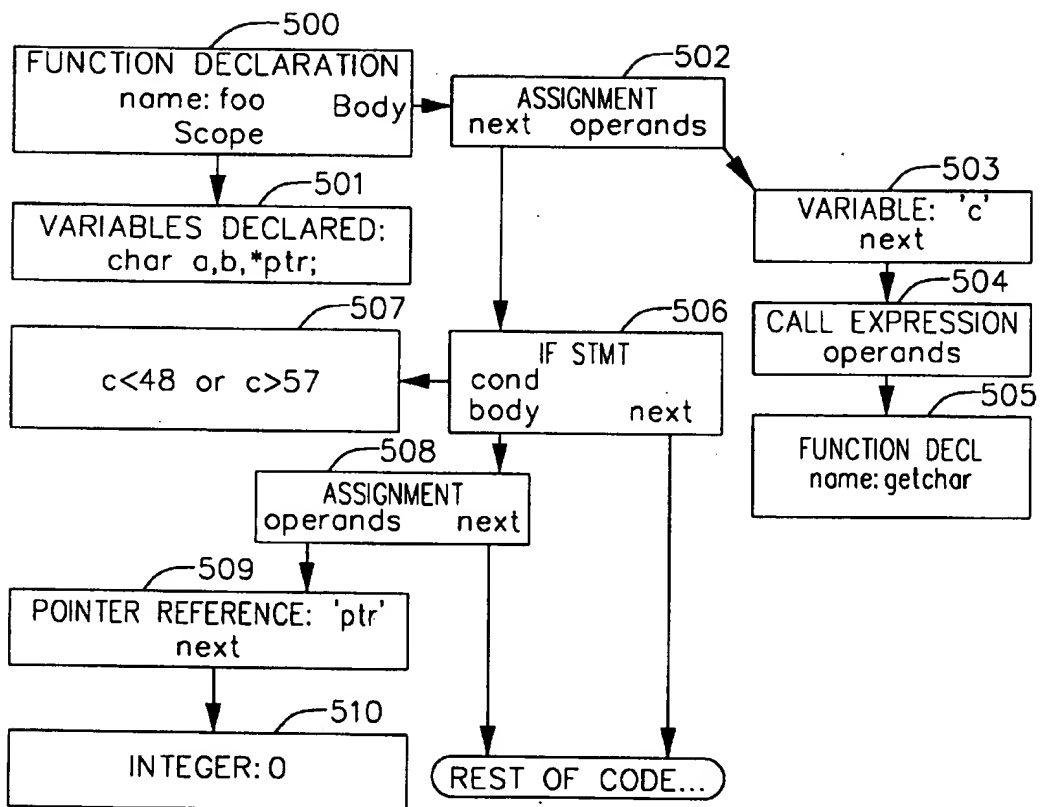 500
FUNCTION DECLARATION
name: foo Body
Scope
502
ASSIGNMENT
next operands
501
VARIABLES DECLARED:
char a,b,*ptr;
503
VARIABLE: 'c'
next
504
CALL EXPRESSION
operands
505
FUNCTION DECL
name: getchar
507
c<48 or c>57
506
IF STMT
cond
body next
508
ASSIGNMENT
operands next
509
POINTER REFERENCE: 'ptr'
next
510
INTEGER: 0
REST OF CODE...